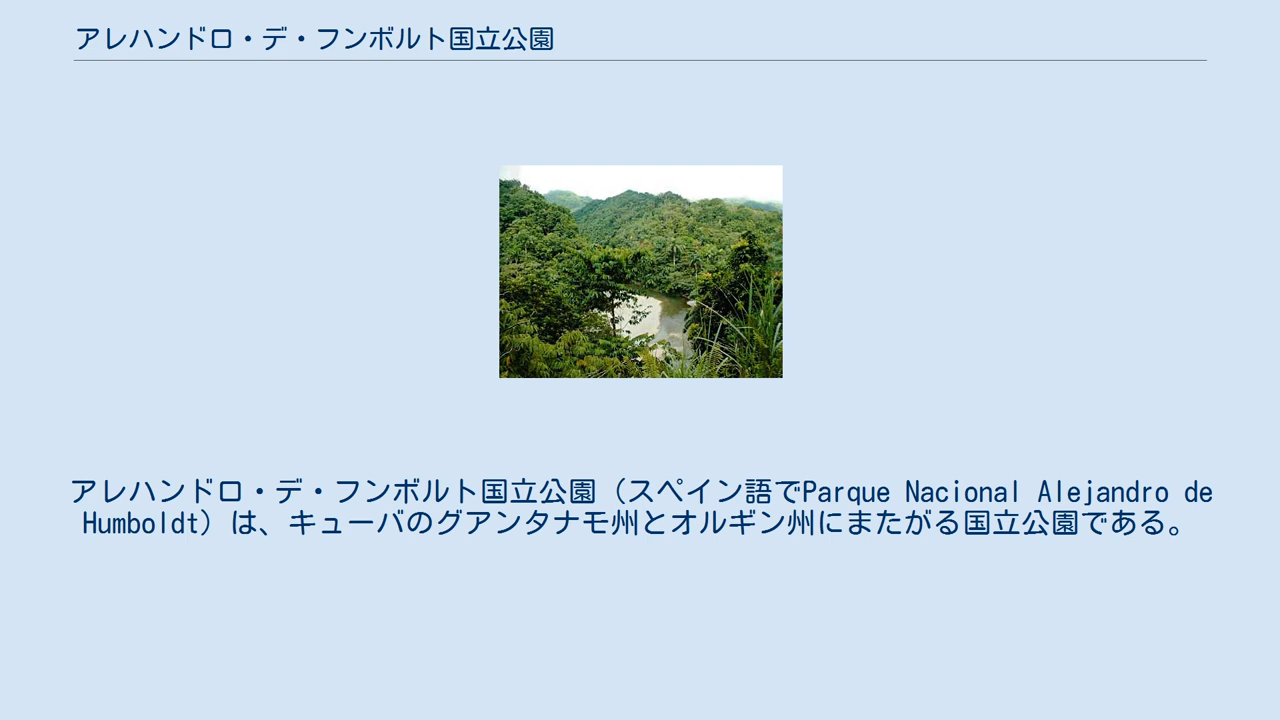 アレハンドロ・デ・フンボルト国立公園
アレハンドロ・デ・フンボルト国立公園（スペイン語でParque Nacional Alejandro de
Humboldt）は、キューバのグアンタナモ州とオルギン州にまたがる国立公園である。